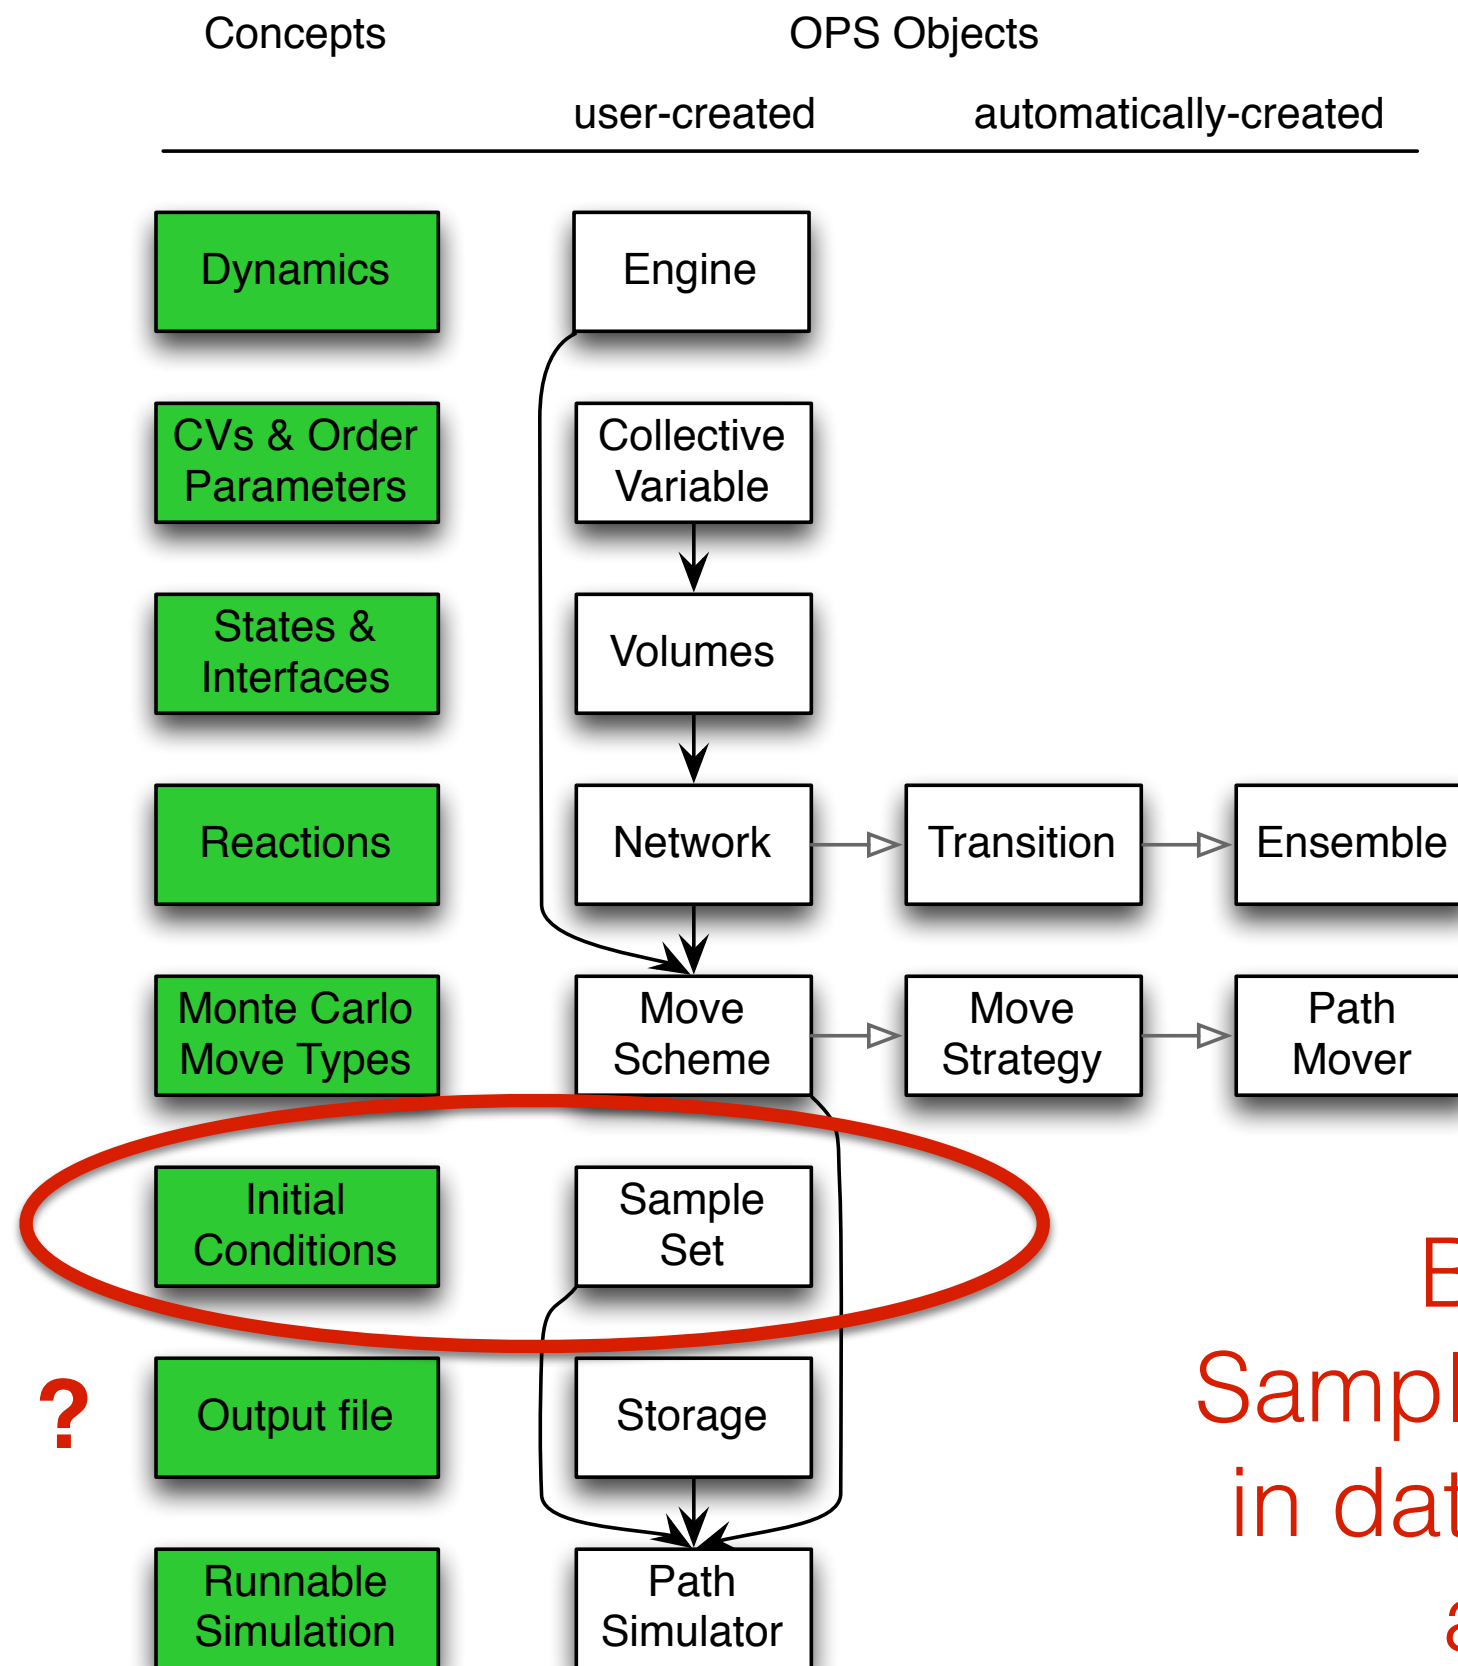 Concepts
OPS Objects
user-created
automatically-created
Dynamics
Engine
CVs & Order
Parameters
Collective
Variable
States &
Interfaces
Volumes
Reactions
Network
Transition
Ensemble
Monte Carlo
Move Types
Move
Scheme
Move
Strategy
Path
Mover
Initial
Conditions
Sample
Set
?
Output file
Storage
Runnable
Simulation
Path
Simulator
in